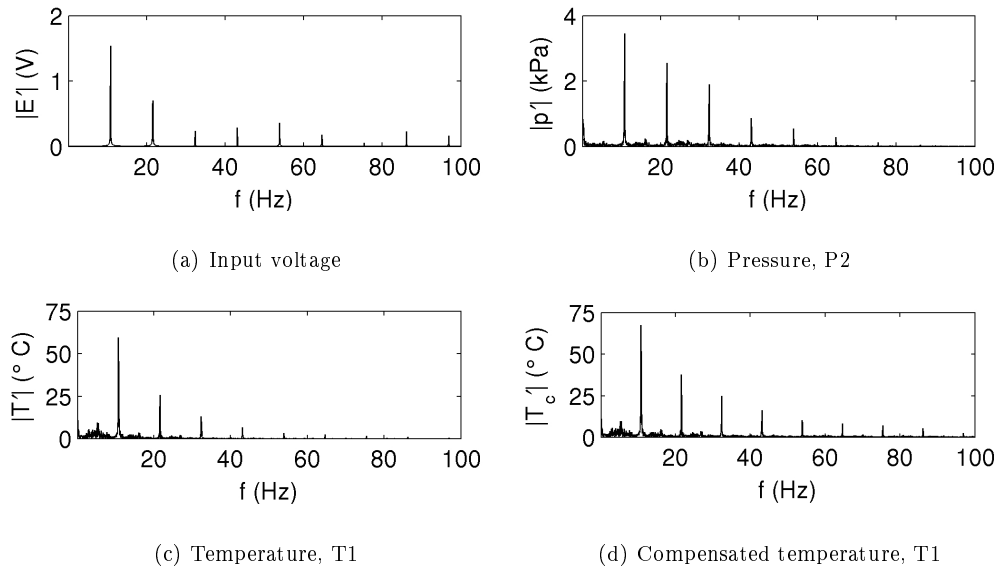 2
1
0
|E´| (V)
20 40 60 80 100
f (Hz)
(a) Input voltage
4
2
0
|p´| (kPa)
20 40 60 80 100
f (Hz)
(b) Pressure, P2
75
50
25
0
|T´| (° C)
20 40 60 80 100
f (Hz)
(c) Temperature, T1
75
50
25
0
|T_c´| (° C)
20 40 60 80 100
f (Hz)
(d) Compensated temperature, T1